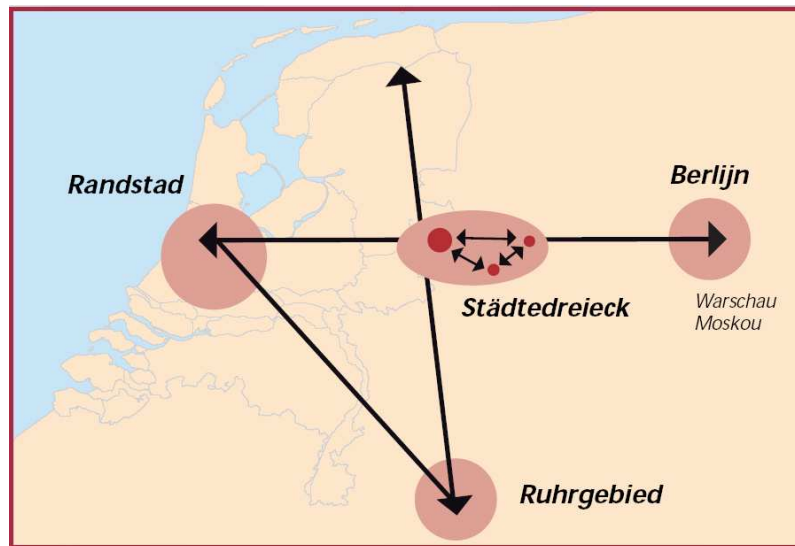 Randstad
Berlijn
Städtedreieck
Warschau
Moskou
Ruhrgebied